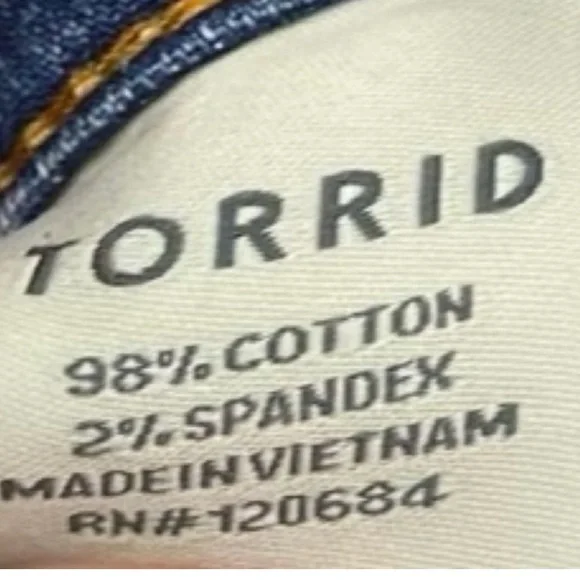 TORRID
98% COTTON
2% SPANDEX
MADE IN VIETNAM
RN#120684